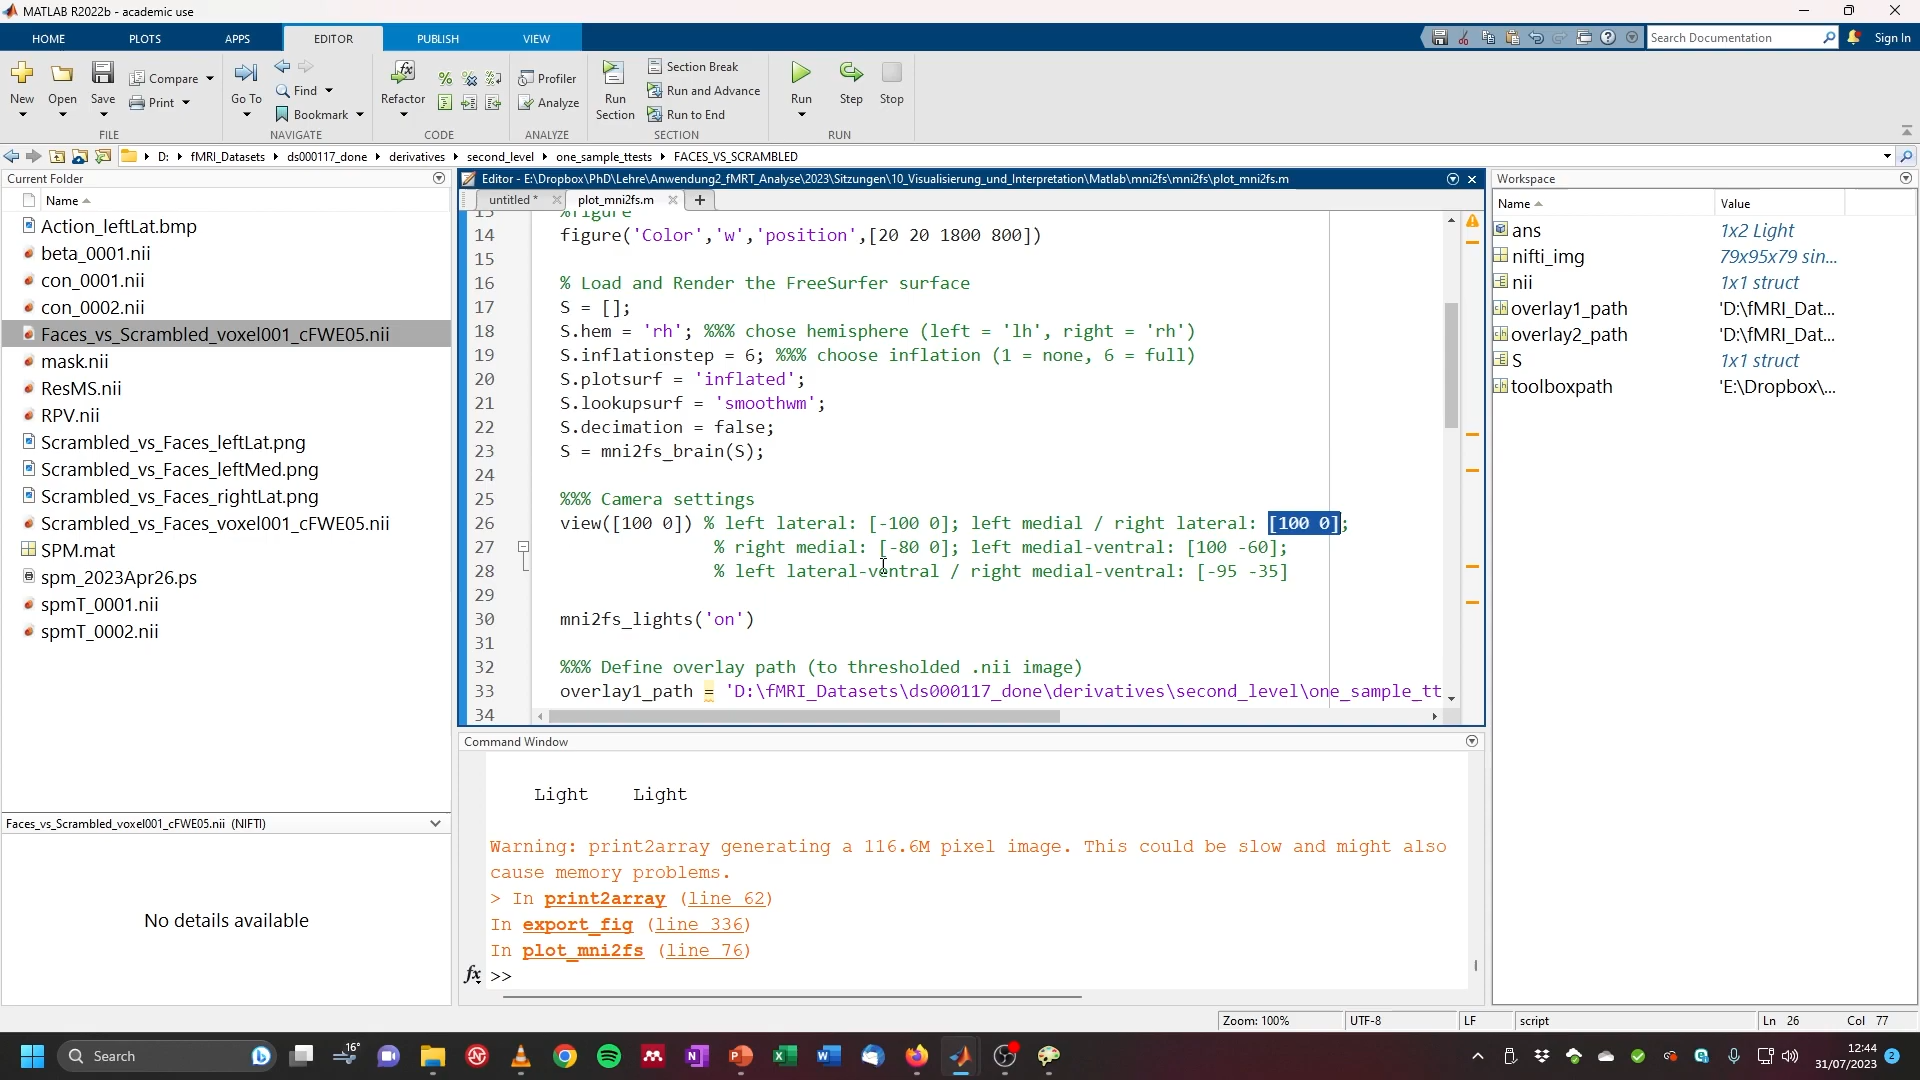 MATLAB R2022b - academic use
HOME PLOTS APPS EDITOR PUBLISH VIEW
Search Documentation
Sign In
New Open Save Compare Print
Go To Find Bookmark
Refactor
Profiler Analyze
Run Section
Section Break
Run and Advance
Run to End
Run Step Stop
FILE NAVIGATE CODE ANALYZE SECTION RUN
D: fMRI_Datasets ds000117_done derivatives second_level one_sample_ttests FACES_VS_SCRAMBLED
Current Folder
Name
Action_leftLat.bmp
beta_0001.nii
con_0001.nii
con_0002.nii
Faces_vs_Scrambled_voxel001_cFWE05.nii
mask.nii
ResMS.nii
RPV.nii
Scrambled_vs_Faces_leftLat.png
Scrambled_vs_Faces_leftMed.png
Scrambled_vs_Faces_rightLat.png
Scrambled_vs_Faces_voxel001_cFWE05.nii
SPM.mat
spm_2023Apr26.ps
spmT_0001.nii
spmT_0002.nii
Faces_vs_Scrambled_voxel001_cFWE05.nii (NIFTI)
No details available
Editor - E:\Dropbox\PhD\Lehre\Anwendung2_fMRT_Analyse\2023\Sitzungen\10_Visualisierung_und_Interpretation\Matlab\mni2fs\mni2fs\plot_mni2fs.m
untitled * plot_mni2fs.m
13 %figure
14 figure('Color','w','position',[20 20 1800 800])
15
16 % Load and Render the FreeSurfer surface
17 S = [];
18 S.hem = 'rh'; %%% chose hemisphere (left = 'lh', right = 'rh')
19 S.inflationstep = 6; %%% choose inflation (1 = none, 6 = full)
20 S.plotsurf = 'inflated';
21 S.lookupsurf = 'smoothwm';
22 S.decimation = false;
23 S = mni2fs_brain(S);
24
25 %%% Camera settings
26 view([100 0]) % left lateral: [-100 0]; left medial / right lateral: [100 0];
27 % right medial: [-80 0]; left medial-ventral: [100 -60];
28 % left lateral-ventral / right medial-ventral: [-95 -35]
29
30 mni2fs_lights('on')
31
32 %%% Define overlay path (to thresholded .nii image)
33 overlay1_path = 'D:\fMRI_Datasets\ds000117_done\derivatives\second_level\one_sample_tt
34
Command Window
Light Light
Warning: print2array generating a 116.6M pixel image. This could be slow and might also
cause memory problems.
> In print2array (line 62)
In export_fig (line 336)
In plot_mni2fs (line 76)
fx >>
Workspace
Name Value
ans 1x2 Light
nifti_img 79x95x79 sin...
nii 1x1 struct
overlay1_path 'D:\fMRI_Dat...
overlay2_path 'D:\fMRI_Dat...
S 1x1 struct
toolboxpath 'E:\Dropbox\...
Zoom: 100% UTF-8 LF script Ln 26 Col 77
Search
16°
12:44
31/07/2023
2